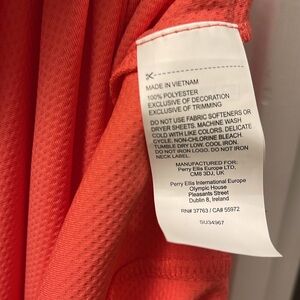 MADE IN VIETNAM
100% POLYESTER
EXCLUSIVE OF DECORATION
EXCLUSIVE OF TRIMMING
DO NOT USE FABRIC SOFTENERS OR
DRYER SHEETS. MACHINE WASH
COLD WITH LIKE COLORS. DELICATE
CYCLE. NON-CHLORINE BLEACH.
TUMBLE DRY LOW. COOL IRON.
DO NOT IRON LOGO. DO NOT IRON
NECK LABEL.
MANUFACTURED FOR:
Perry Ellis Europe LTD,
CM8 3DJ, UK
Perry Ellis International Europe
Olympic House
Pleasants Street
Dublin 8, Ireland
RN# 37763 / CA# 55972
SU34967